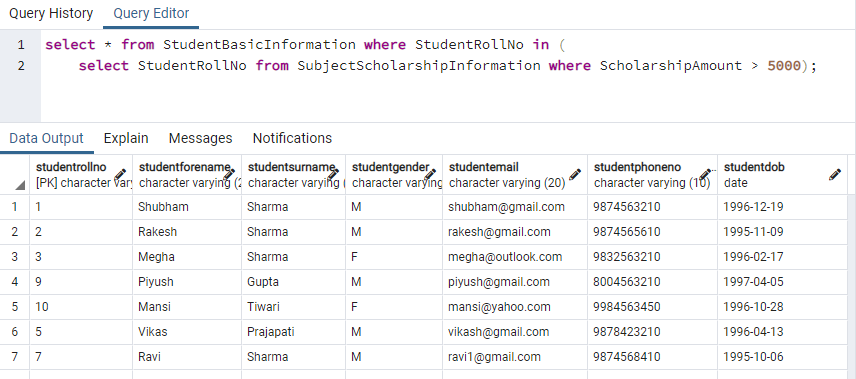 Query History Query Editor
1 select * from StudentBasicInformation where StudentRollNo in (
2 select StudentRollNo from SubjectScholarshipInformation where ScholarshipAmount > 5000);
Data Output Explain Messages Notifications
studentrollno studentforename studentsurname studentgender studentemail studentphoneno studentdob
[PK] character vary character varying (2 character varying ( character varying character varying (20) character varying (10) date
1 1 Shubham Sharma M shubham@gmail.com 9874563210 1996-12-19
2 2 Rakesh Sharma M rakesh@gmail.com 9874565610 1995-11-09
3 3 Megha Sharma F megha@outlook.com 9832563210 1996-02-17
4 9 Piyush Gupta M piyush@gmail.com 8004563210 1997-04-05
5 10 Mansi Tiwari F mansi@yahoo.com 9984563450 1996-10-28
6 5 Vikas Prajapati M vikash@gmail.com 9878423210 1996-04-13
7 7 Ravi Sharma M ravi1@gmail.com 9874568410 1995-10-06